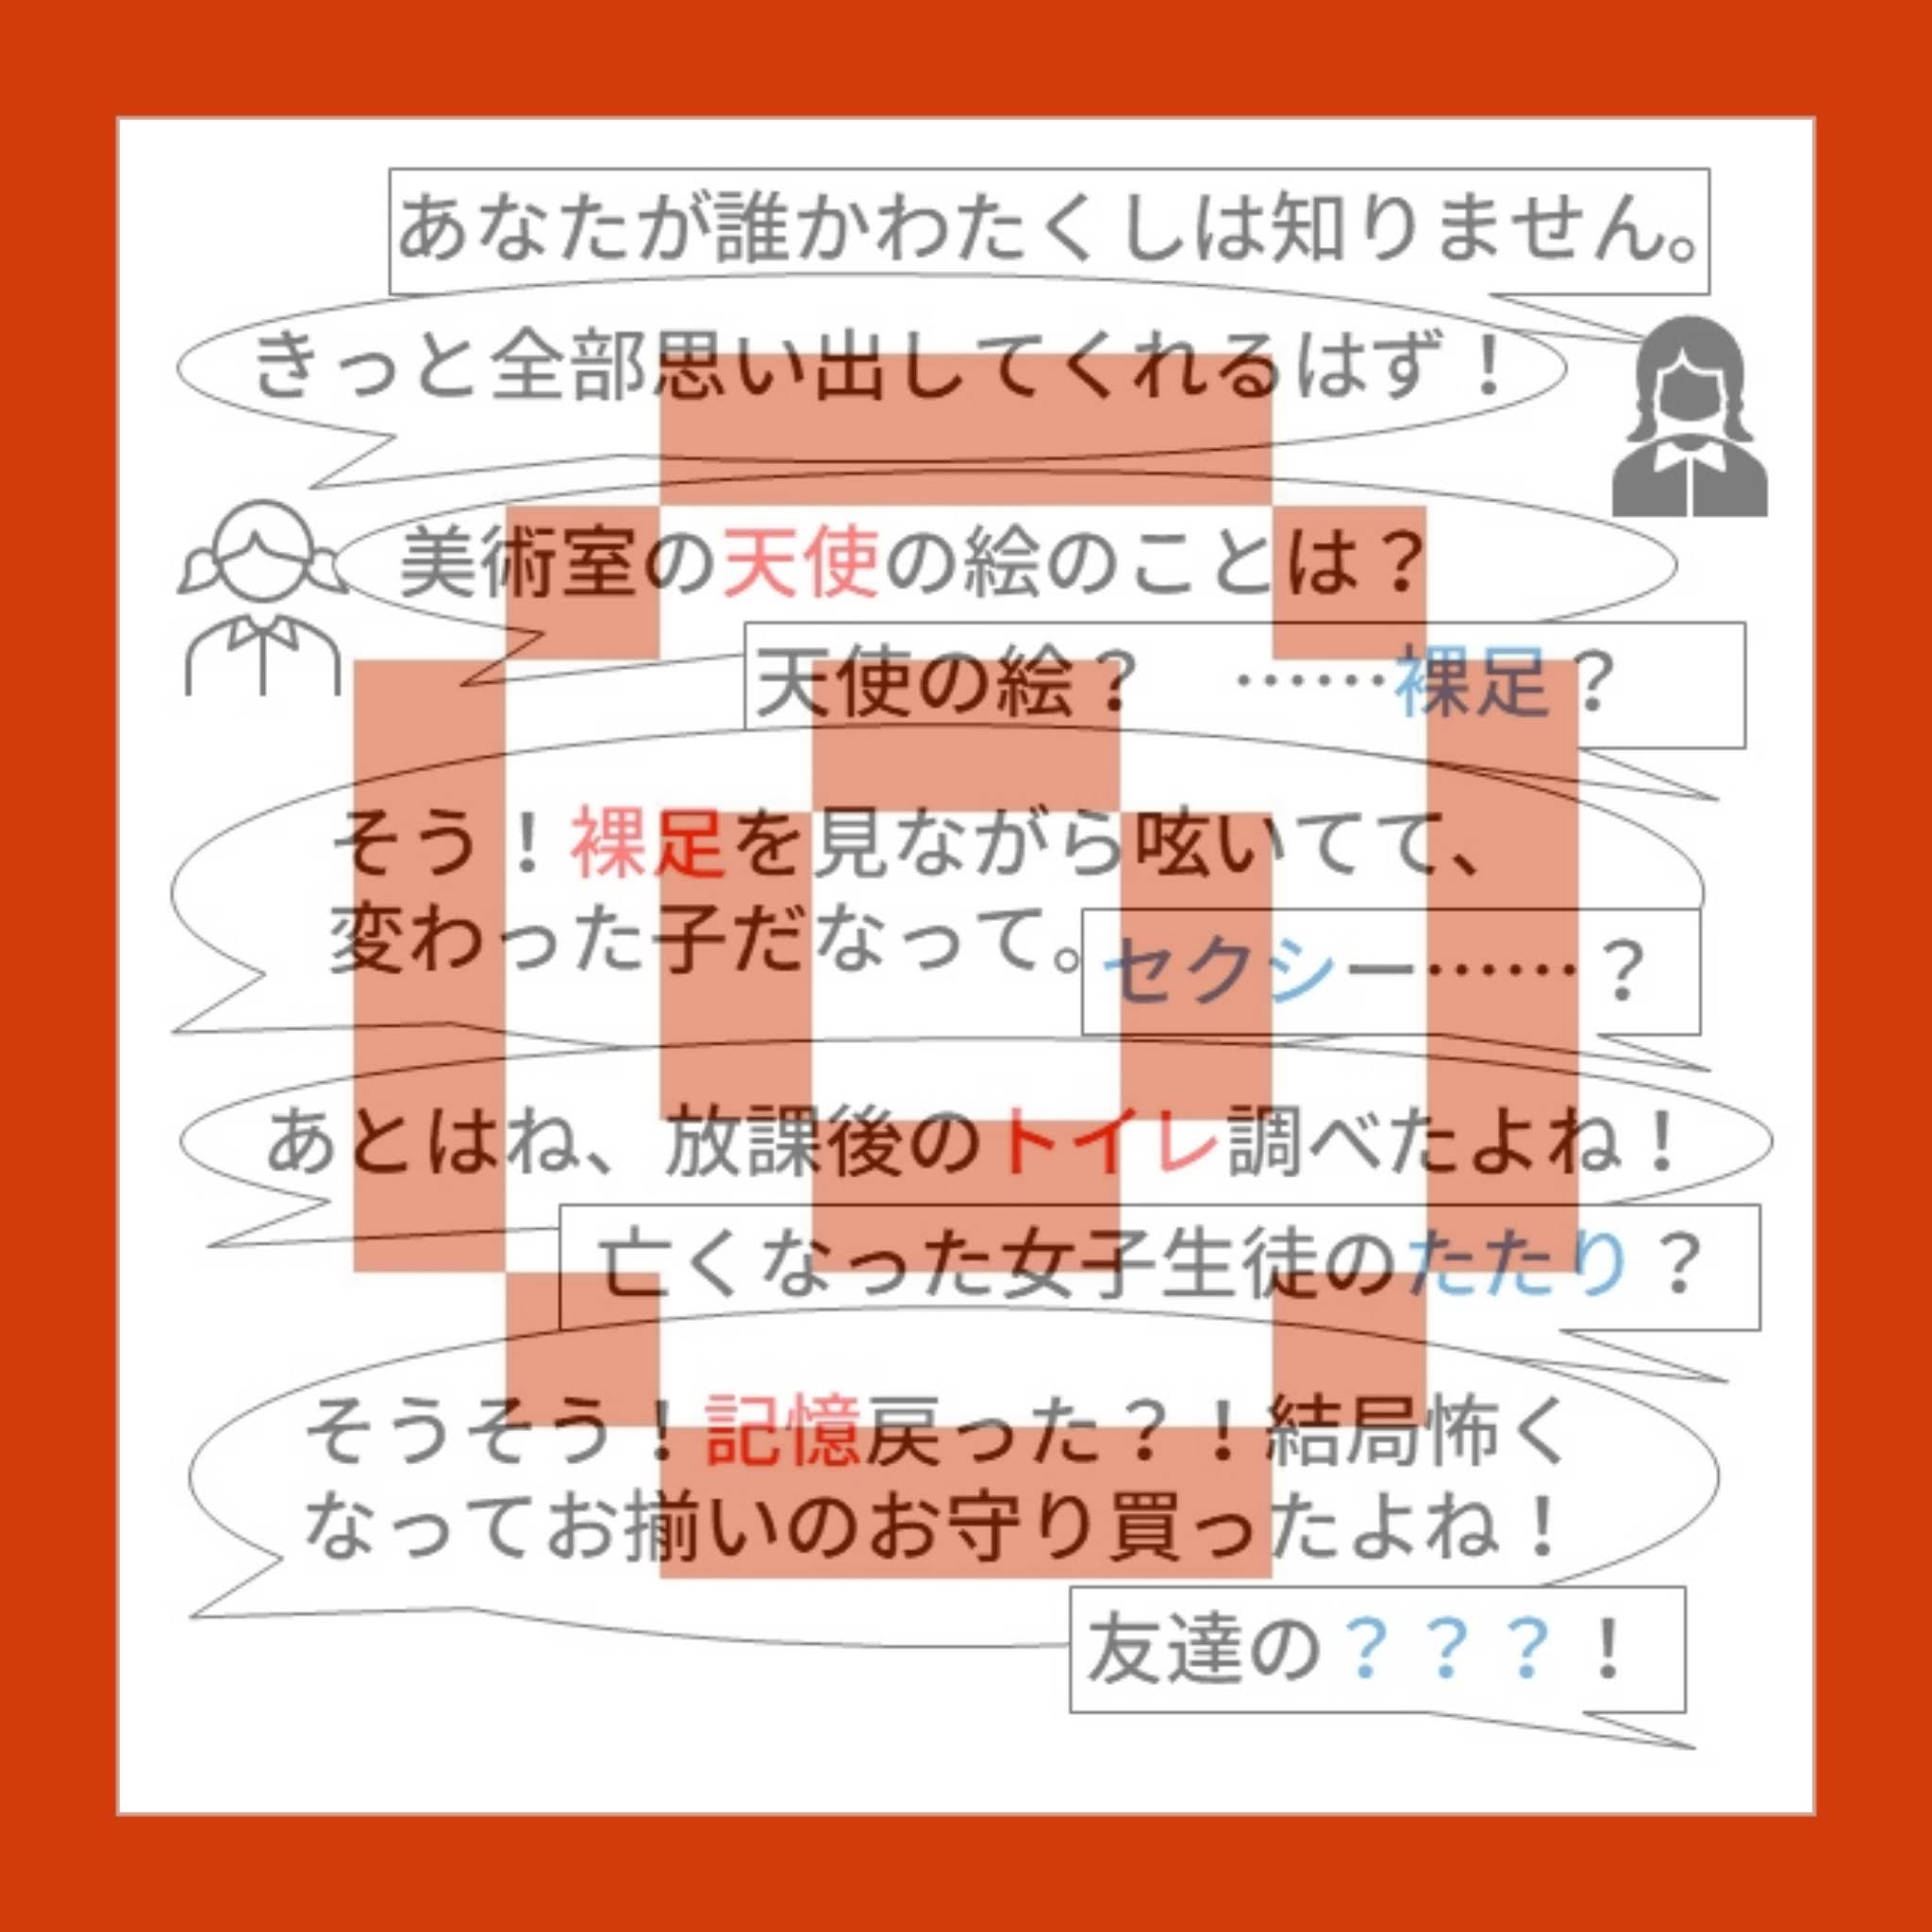 あなたが誰かわたくしは知りません。
きっと全部思い出してくれるはず！
美術室の天使の絵のことは？
天使の絵？　……裸足？
そう！裸足を見ながら呟いてて、
変わった子だなって。
セクシー……？
あとはね、放課後のトイレ調べたよね！
亡くなった女子生徒のたたり？
そうそう！記憶戻った？！結局怖く
なってお揃いのお守り買ったよね！
友達の？？？！